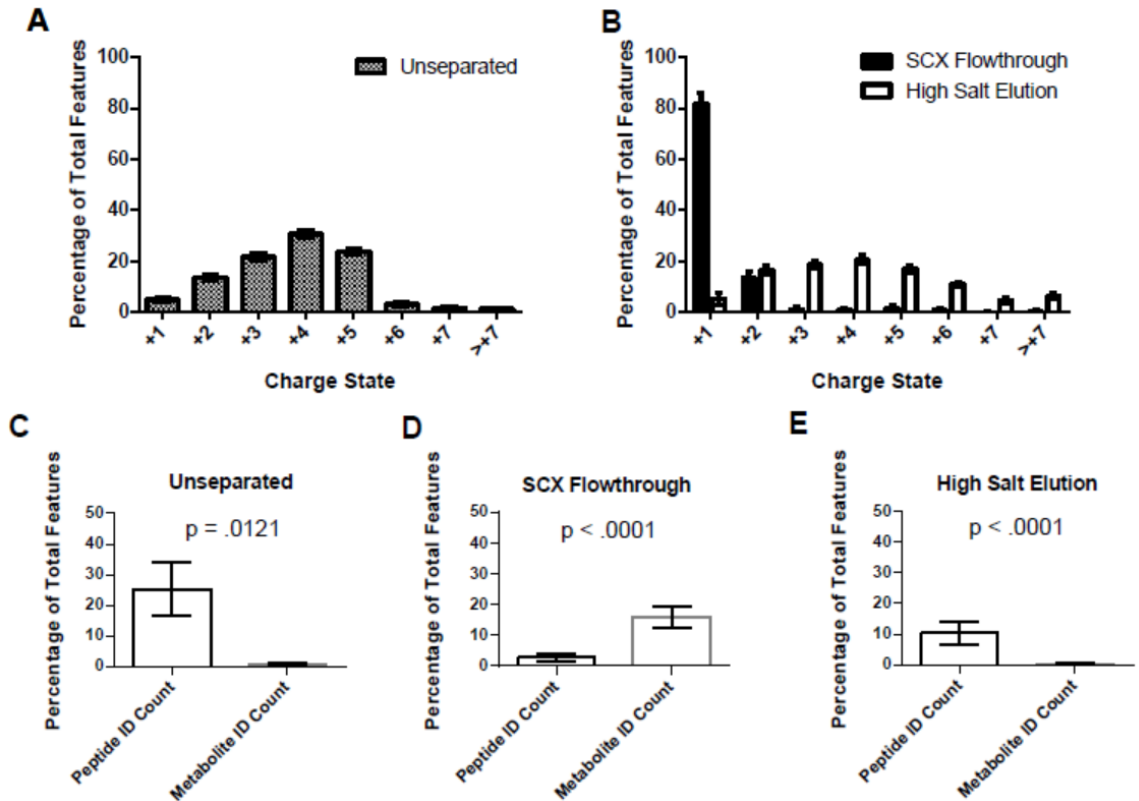 A
Percentage of Total Features
100
80
60
40
20
0
Unseparated
+1 +2 +3 +4 +5 +6 +7 >+7
Charge State
B
Percentage of Total Features
100
80
60
40
20
0
SCX Flowthrough
High Salt Elution
+1 +2 +3 +4 +5 +6 +7 >+7
Charge State
C
Percentage of Total Features
Unseparated
50
40
30
20
10
0
p = .0121
Peptide ID Count
Metabolite ID Count
D
Percentage of Total Features
SCX Flowthrough
50
40
30
20
10
0
p < .0001
Peptide ID Count
Metabolite ID Count
E
Percentage of Total Features
High Salt Elution
50
40
30
20
10
0
p < .0001
Peptide ID Count
Metabolite ID Count